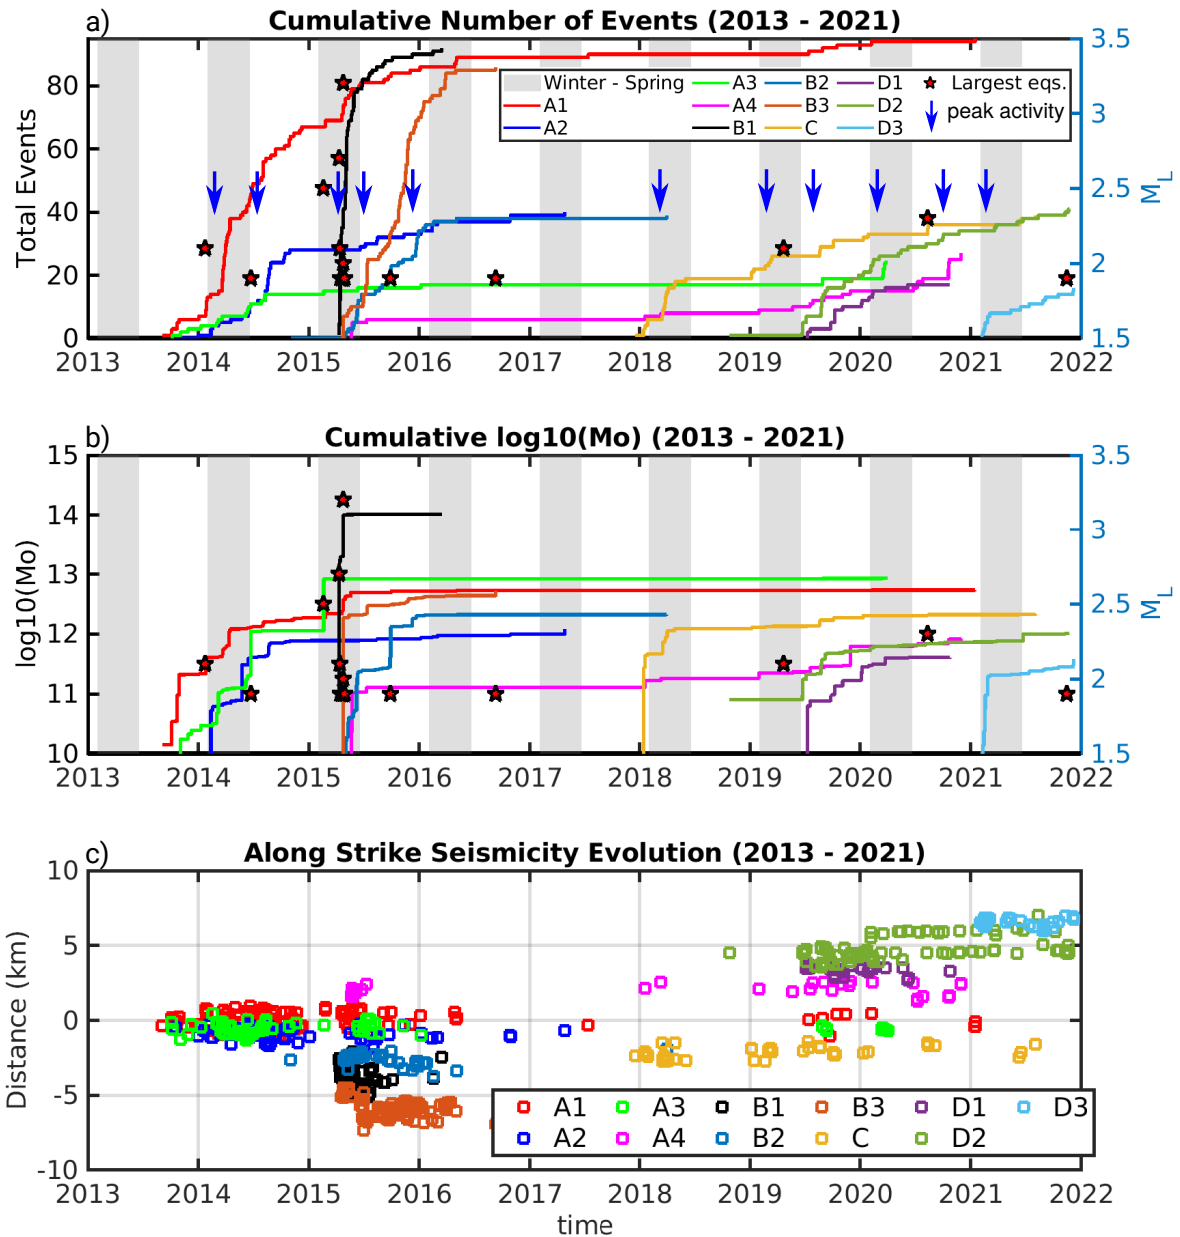 a)
Cumulative Number of Events (2013 - 2021)
Total Events
80
60
40
20
0
3.5
3
2.5
2
1.5
M_L
Winter - Spring
A1
A2
A3
A4
B1
B2
B3
C
D1
D2
D3
Largest eqs.
peak activity
2013 2014 2015 2016 2017 2018 2019 2020 2021 2022
b)
Cumulative log10(Mo) (2013 - 2021)
log10(Mo)
15
14
13
12
11
10
3.5
3
2.5
2
1.5
M_L
2013 2014 2015 2016 2017 2018 2019 2020 2021 2022
c)
Along Strike Seismicity Evolution (2013 - 2021)
Distance (km)
10
5
0
-5
-10
A1 A3 B1 B3 D1 D3
A2 A4 B2 C D2
2013 2014 2015 2016 2017 2018 2019 2020 2021 2022
time